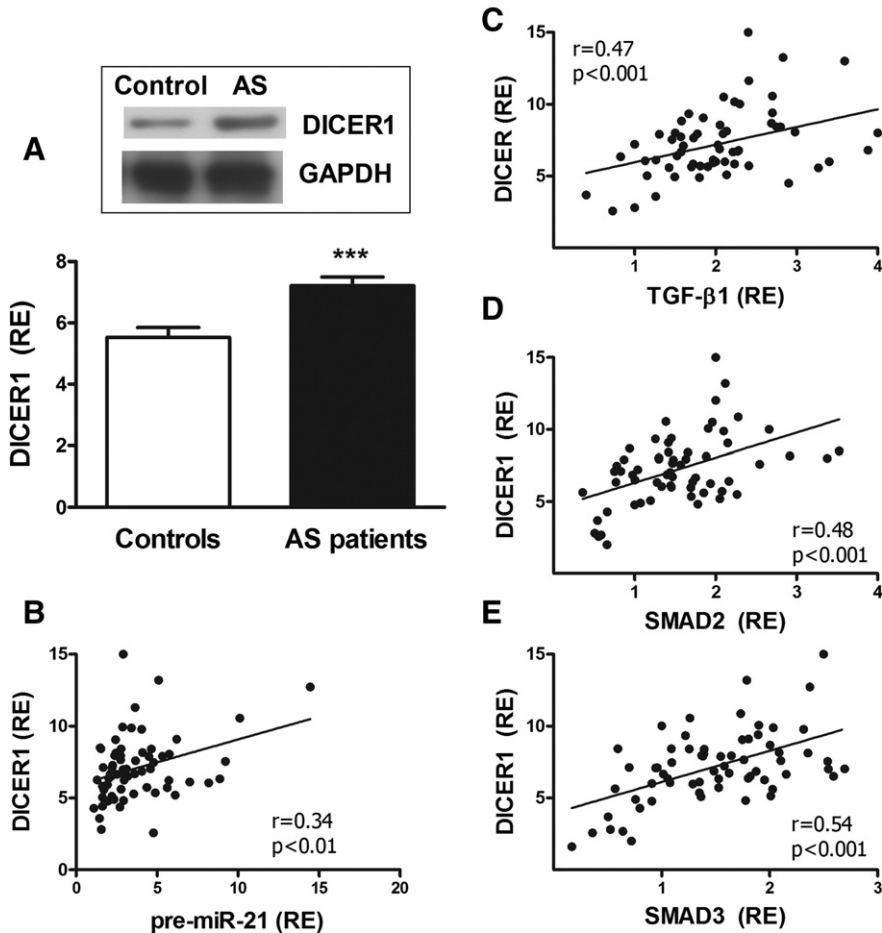 A
Control AS
DICER1
GAPDH
DICER1 (RE)
8
6
4
2
0
***
Controls
AS patients
B
DICER1 (RE)
15
10
5
0
r=0.34
p<0.01
0 5 10 15 20
pre-miR-21 (RE)
C
DICER (RE)
15
10
5
r=0.47
p<0.001
1 2 3 4
TGF-β1 (RE)
D
DICER1 (RE)
15
10
5
r=0.48
p<0.001
1 2 3 4
SMAD2 (RE)
E
DICER1 (RE)
15
10
5
r=0.54
p<0.001
1 2 3
SMAD3 (RE)